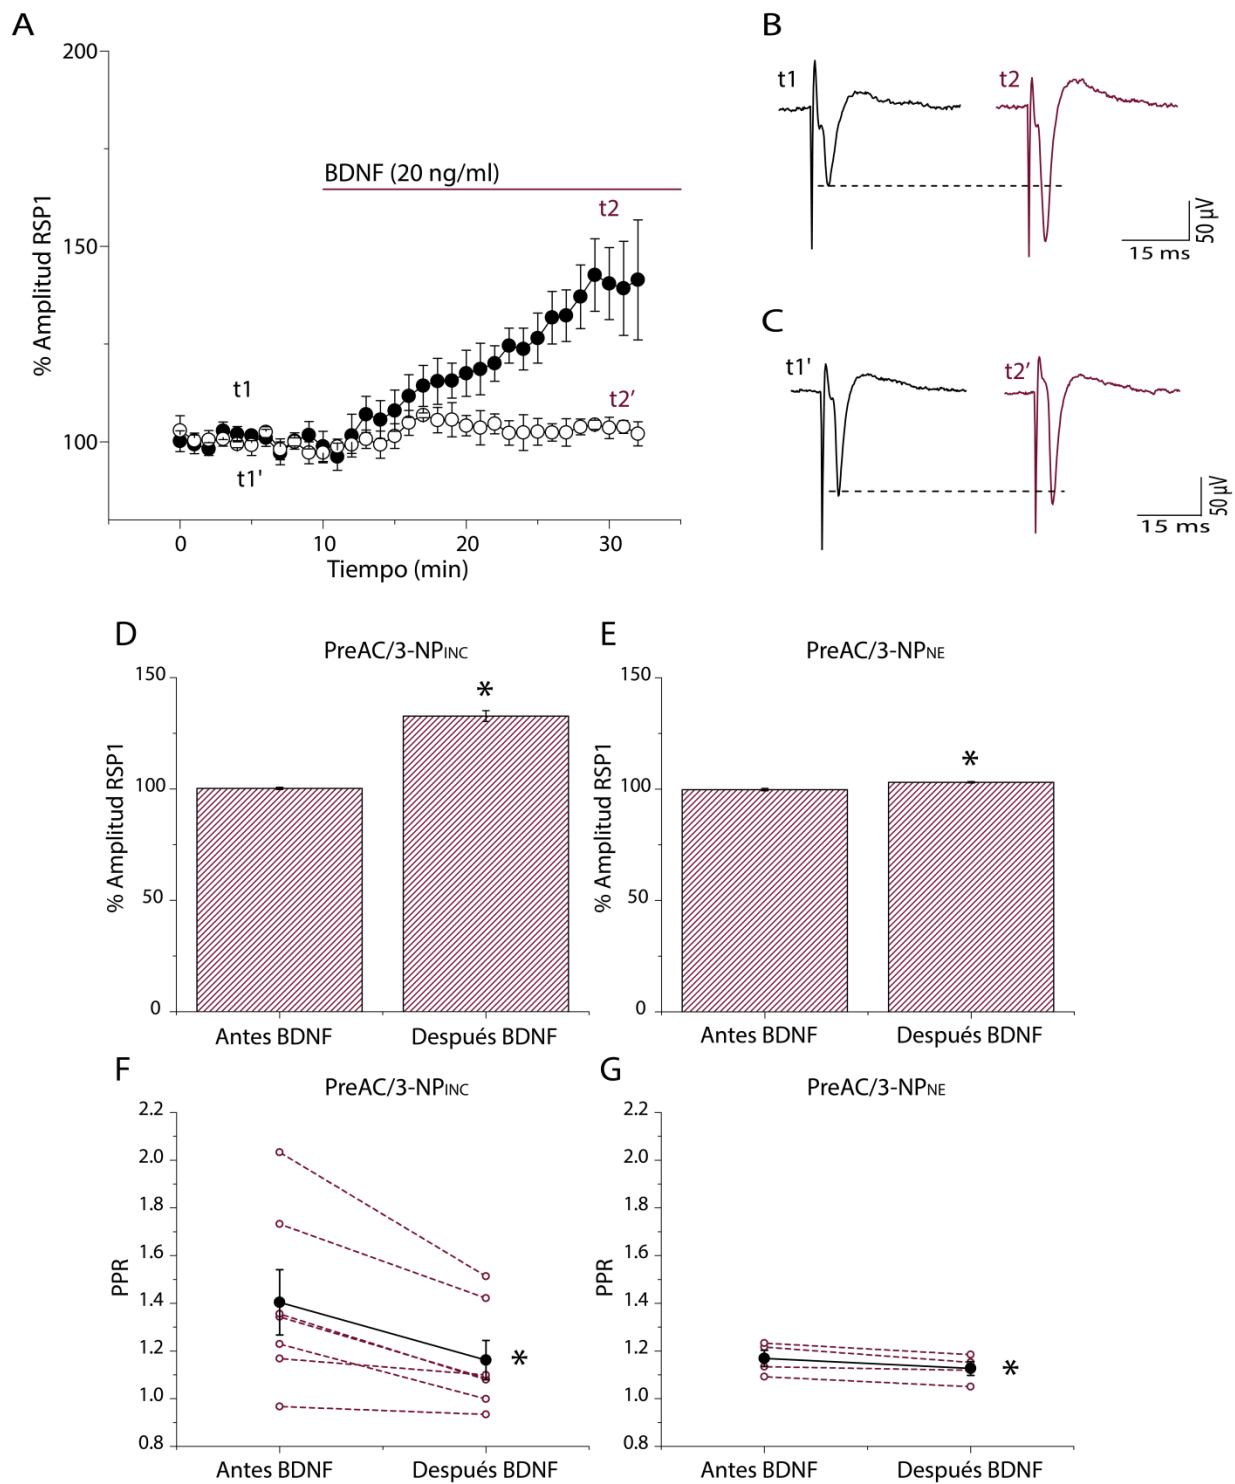 A
200
150
100
% Amplitud RSP1
BDNF (20 ng/ml)
t2
t1
t1'
t2'
0
10
20
30
Tiempo (min)
B
t1
t2
50 µV
15 ms
C
t1'
t2'
50 µV
15 ms
D
PreAC/3-NPINC
150
100
50
0
% Amplitud RSP1
*
Antes BDNF
Después BDNF
E
PreAC/3-NPNE
150
100
50
0
% Amplitud RSP1
*
Antes BDNF
Después BDNF
F
PreAC/3-NPINC
2.2
2.0
1.8
1.6
1.4
1.2
1.0
0.8
PPR
*
Antes BDNF
Después BDNF
G
PreAC/3-NPNE
2.2
2.0
1.8
1.6
1.4
1.2
1.0
0.8
PPR
*
Antes BDNF
Después BDNF